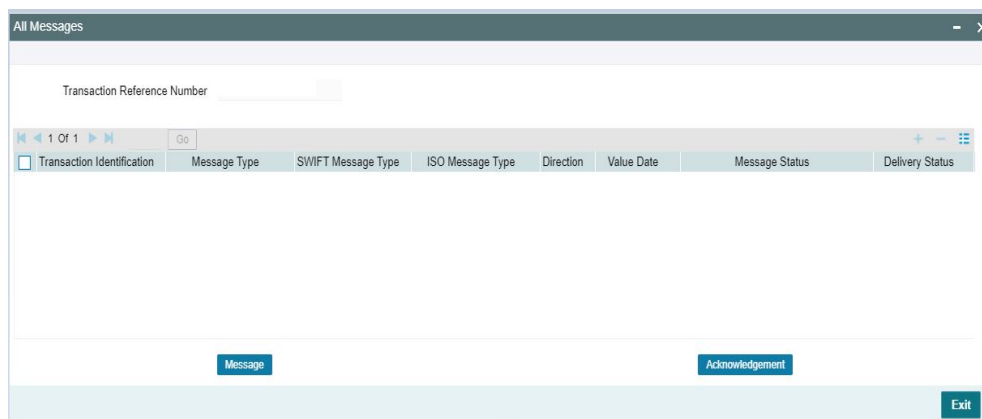 All Messages
Transaction Reference Number
1 Of 1 Go
Transaction Identification Message Type SWIFT Message Type ISO Message Type Direction Value Date Message Status Delivery Status
Message Acknowledgement
Exit